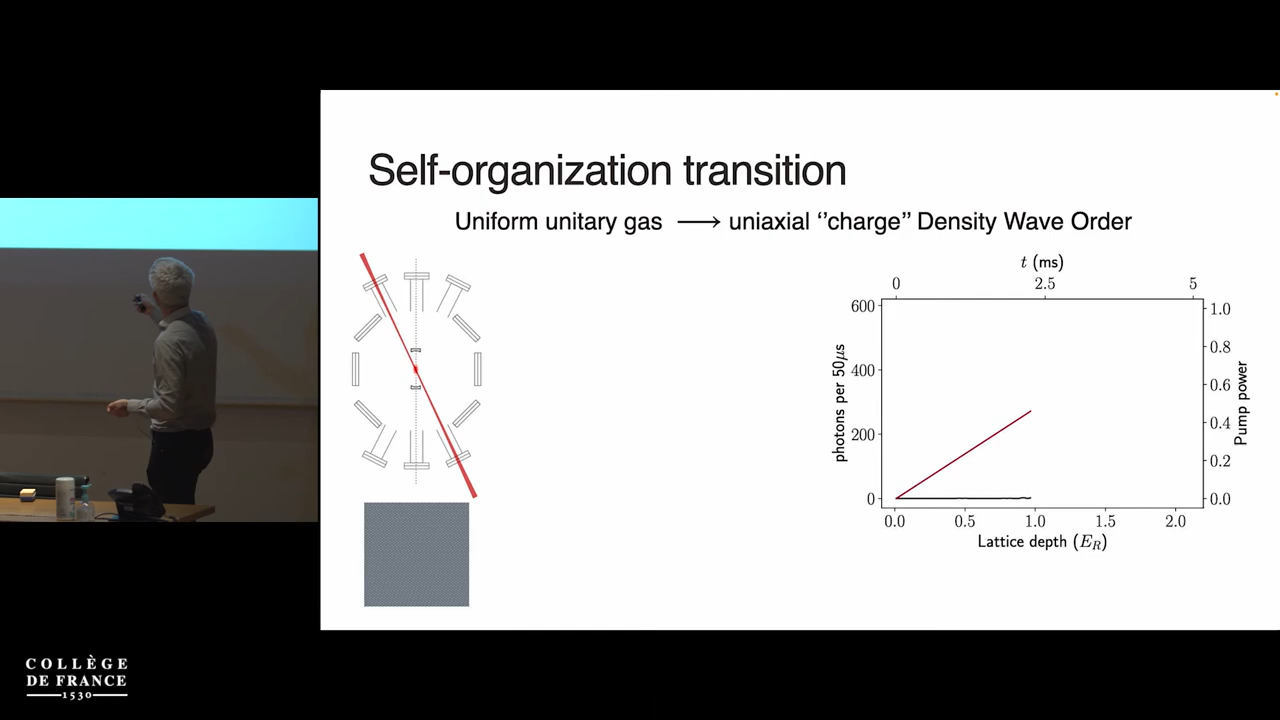 Self-organization transition
Uniform unitary gas ⟶ uniaxial ‘’charge’’ Density Wave Order
t (ms)
0 2.5 5
600 1.0
0.8
400 0.6
200 0.4
0.2
0 0.0
photons per 50μs
Pump power
0.0 0.5 1.0 1.5 2.0
Lattice depth (E_R)
COLLÈGE
DE FRANCE
1530